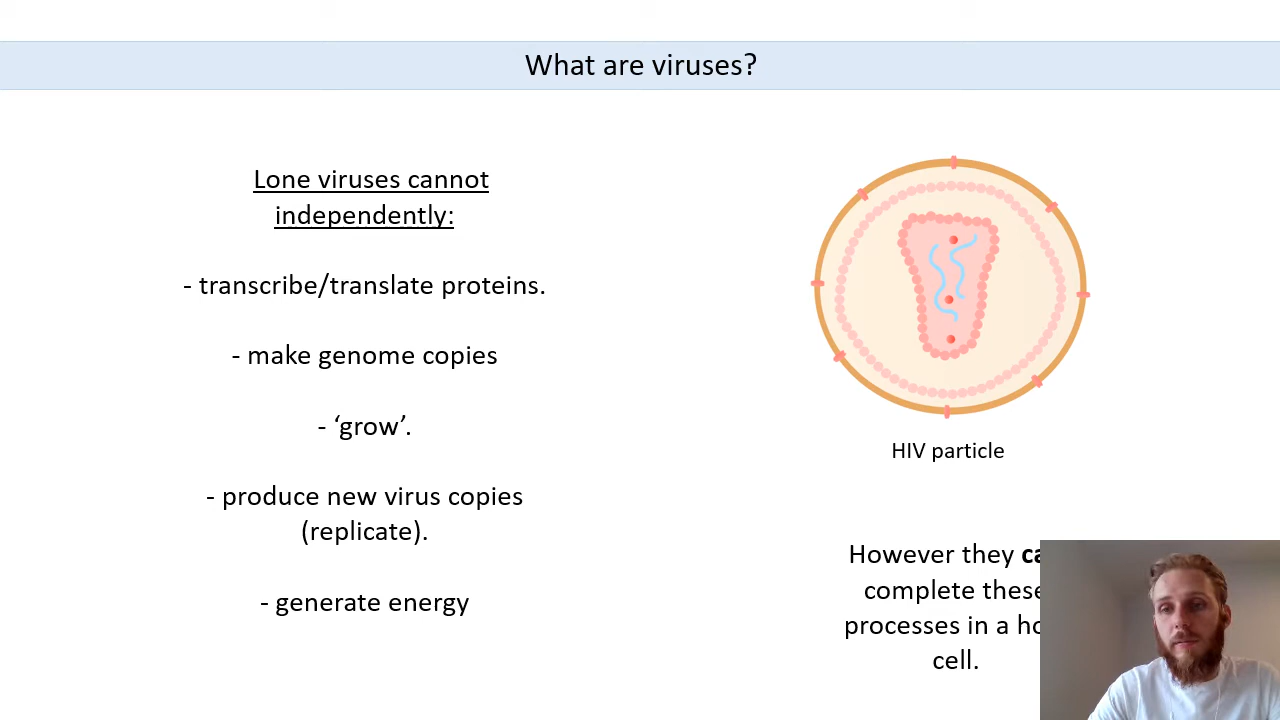 What are viruses?
Lone viruses cannot
independently:
- transcribe/translate proteins.
- make genome copies
- ‘grow’.
- produce new virus copies
(replicate).
- generate energy
HIV particle
However they
complete these
processes in a
cell.